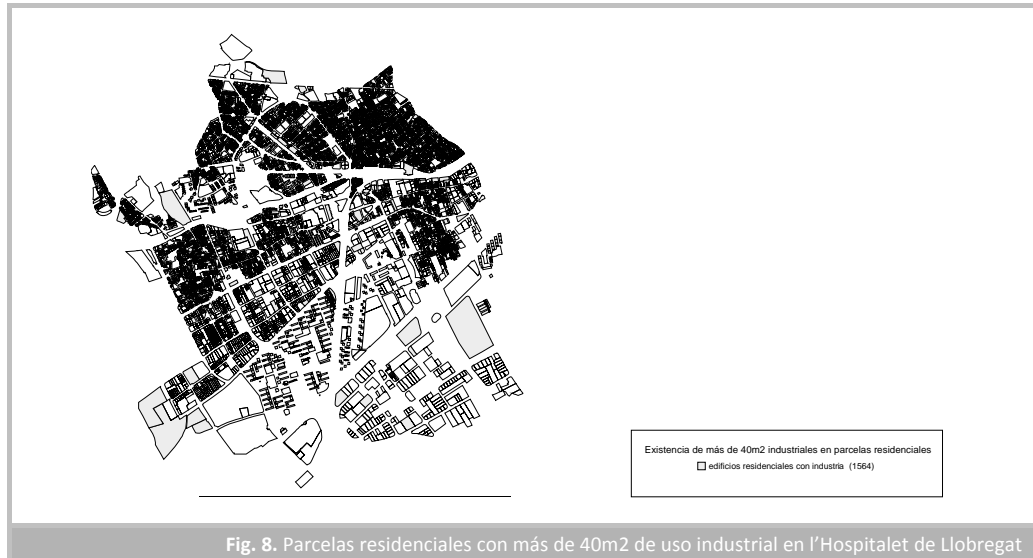 Existencia de más de 40m2 industriales en parcelas residenciales
edificios residenciales con industria (1564)
Fig. 8. Parcelas residenciales con más de 40m2 de uso industrial en l’Hospitalet de Llobregat